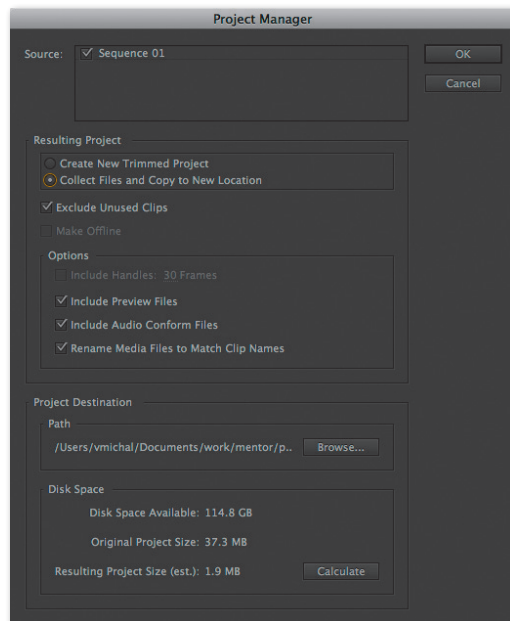 Project Manager
Source: Sequence 01
OK
Cancel
Resulting Project
Create New Trimmed Project
Collect Files and Copy to New Location
Exclude Unused Clips
Make Offline
Options
Include Handles: 30 Frames
Include Preview Files
Include Audio Conform Files
Rename Media Files to Match Clip Names
Project Destination
Path
/Users/vmichal/Documents/work/mentor/p.. Browse...
Disk Space
Disk Space Available: 114.8 GB
Original Project Size: 37.3 MB
Resulting Project Size (est.): 1.9 MB Calculate